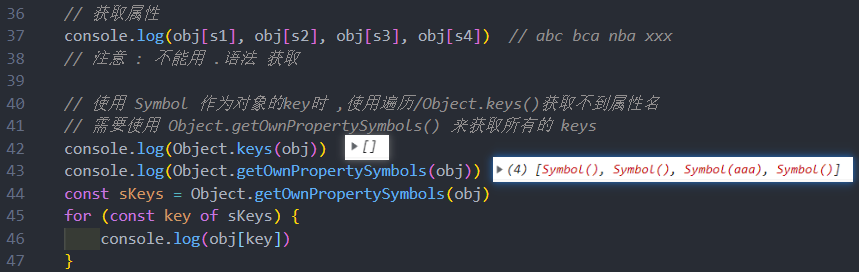 36 // 获取属性
37 console.log(obj[s1], obj[s2], obj[s3], obj[s4]) // abc bca nba xxx
38 // 注意 : 不能用 .语法 获取
39
40 // 使用 Symbol 作为对象的key时 ,使用遍历/Object.keys()获取不到属性名
41 // 需要使用 Object.getOwnPropertySymbols() 来获取所有的 keys
42 console.log(Object.keys(obj)) ▶ []
43 console.log(Object.getOwnPropertySymbols(obj)) ▶ (4) [Symbol(), Symbol(), Symbol(aaa), Symbol()]
44 const sKeys = Object.getOwnPropertySymbols(obj)
45 for (const key of sKeys) {
46 console.log(obj[key])
47 }